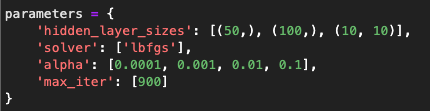 parameters = {
    'hidden_layer_sizes': [(50,), (100,), (10, 10)],
    'solver': ['lbfgs'],
    'alpha': [0.0001, 0.001, 0.01, 0.1],
    'max_iter': [900]
}